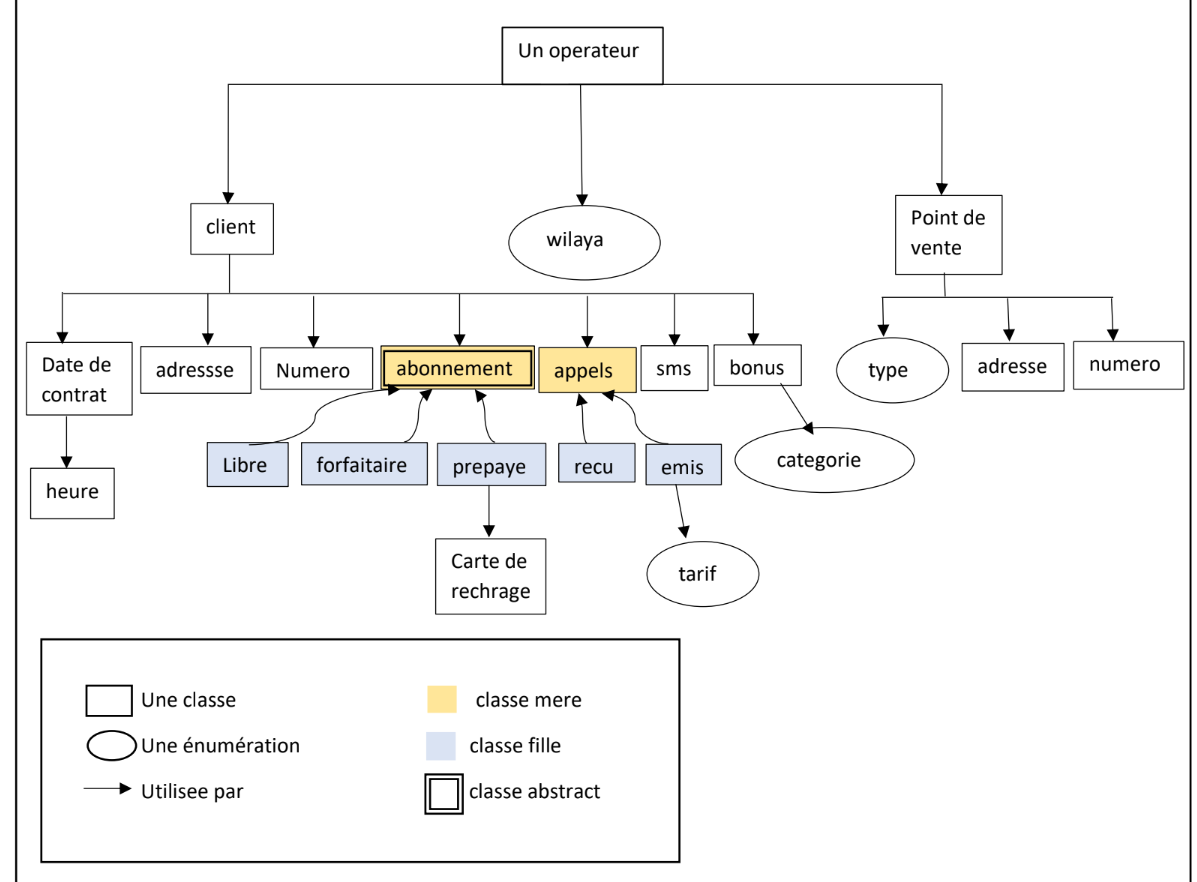 Un operateur
client
wilaya
Point de
vente
Date de
contrat
adressse
Numero
abonnement
appels
sms
bonus
type
adresse
numero
heure
Libre
forfaitaire
prepaye
recu
emis
categorie
Carte de
rechrage
tarif
Une classe
classe mere
Une énumération
classe fille
Utilisee par
classe abstract